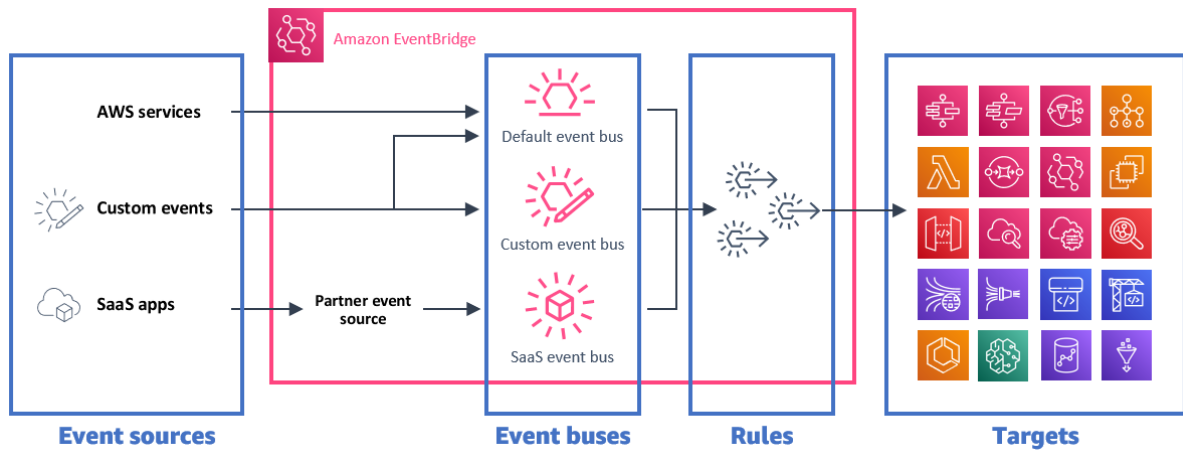 Amazon EventBridge
AWS services
Default event bus
Custom events
Custom event bus
SaaS apps
Partner event
source
SaaS event bus
Event sources
Event buses
Rules
Targets